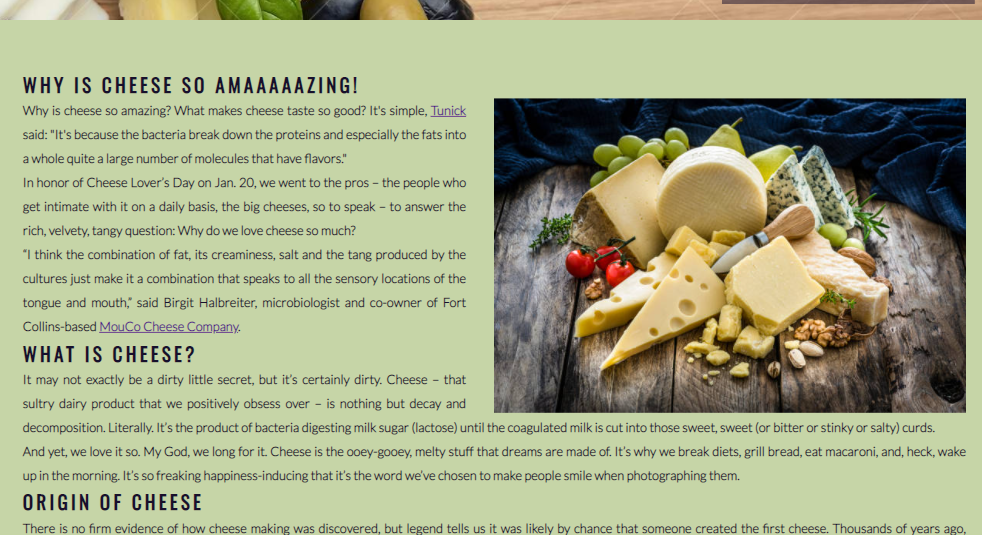 WHY IS CHEESE SO AMAAAAAZING!
Why is cheese so amazing? What makes cheese taste so good? It's simple, Tunick
said: "It's because the bacteria break down the proteins and especially the fats into
a whole quite a large number of molecules that have flavors."
In honor of Cheese Lover's Day on Jan. 20, we went to the pros – the people who
get intimate with it on a daily basis, the big cheeses, so to speak – to answer the
rich, velvety, tangy question: Why do we love cheese so much?
"I think the combination of fat, its creaminess, salt and the tang produced by the
cultures just make it a combination that speaks to all the sensory locations of the
tongue and mouth," said Birgit Halbreiter, microbiologist and co-owner of Fort
Collins-based MouCo Cheese Company.
WHAT IS CHEESE?
It may not exactly be a dirty little secret, but it's certainly dirty. Cheese – that
sultry dairy product that we positively obsess over – is nothing but decay and
decomposition. Literally. It's the product of bacteria digesting milk sugar (lactose) until the coagulated milk is cut into those sweet, sweet (or bitter or stinky or salty) curds.
And yet, we love it so. My God, we long for it. Cheese is the ooey-gooey, melty stuff that dreams are made of. It's why we break diets, grill bread, eat macaroni, and, heck, wake
up in the morning. It's so freaking happiness-inducing that it's the word we've chosen to make people smile when photographing them.
ORIGIN OF CHEESE
There is no firm evidence of how cheese making was discovered, but legend tells us it was likely by chance that someone created the first cheese. Thousands of years ago,